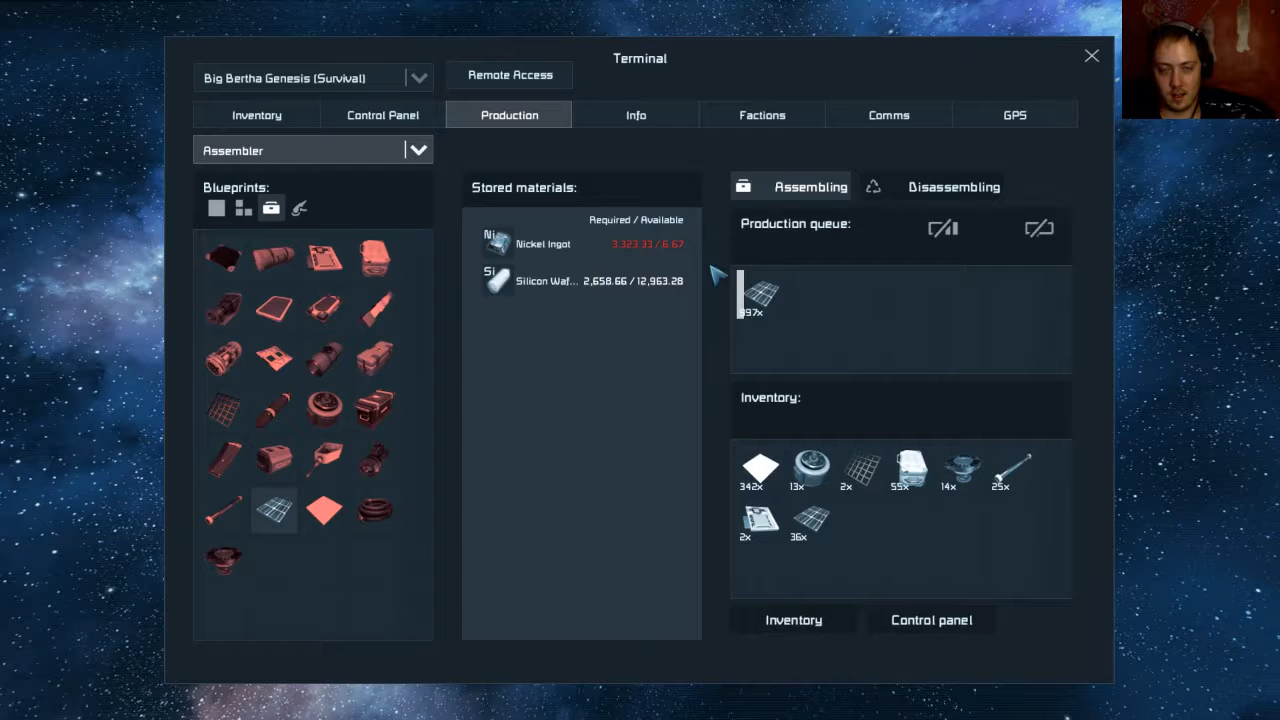 Terminal
Big Bertha Genesis (Survival)
Remote Access
Inventory
Control Panel
Production
Info
Factions
Comms
GPS
Assembler
Blueprints:
Stored materials:
Required / Available
Ni
Nickel Ingot
3,323.33 / 6.67
Si
Silicon Waf...
2,658.66 / 12,963.28
Assembling
Disassembling
Production queue:
997x
Inventory:
342x
13x
2x
55x
14x
25x
2x
36x
Inventory
Control panel